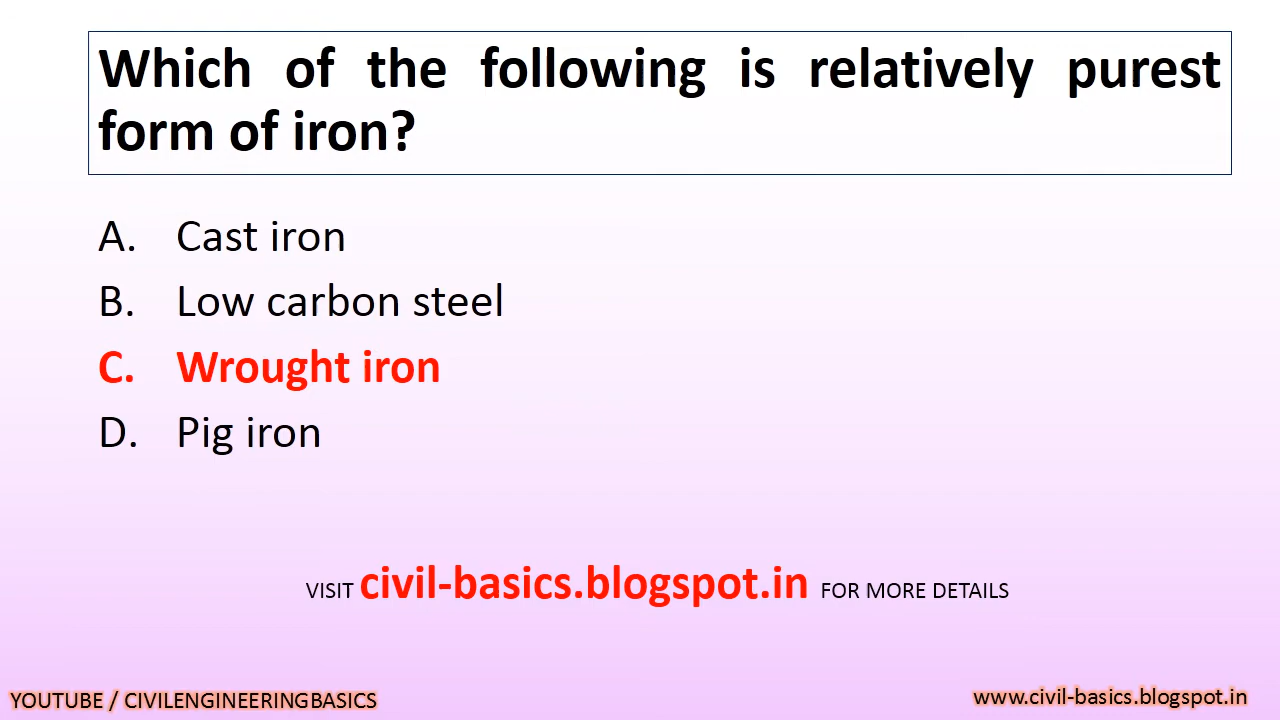 Which of the following is relatively purest
form of iron?
A. Cast iron
B. Low carbon steel
C. Wrought iron
D. Pig iron
VISIT civil-basics.blogspot.in FOR MORE DETAILS
YOUTUBE / CIVILENGINEERINGBASICS
www.civil-basics.blogspot.in